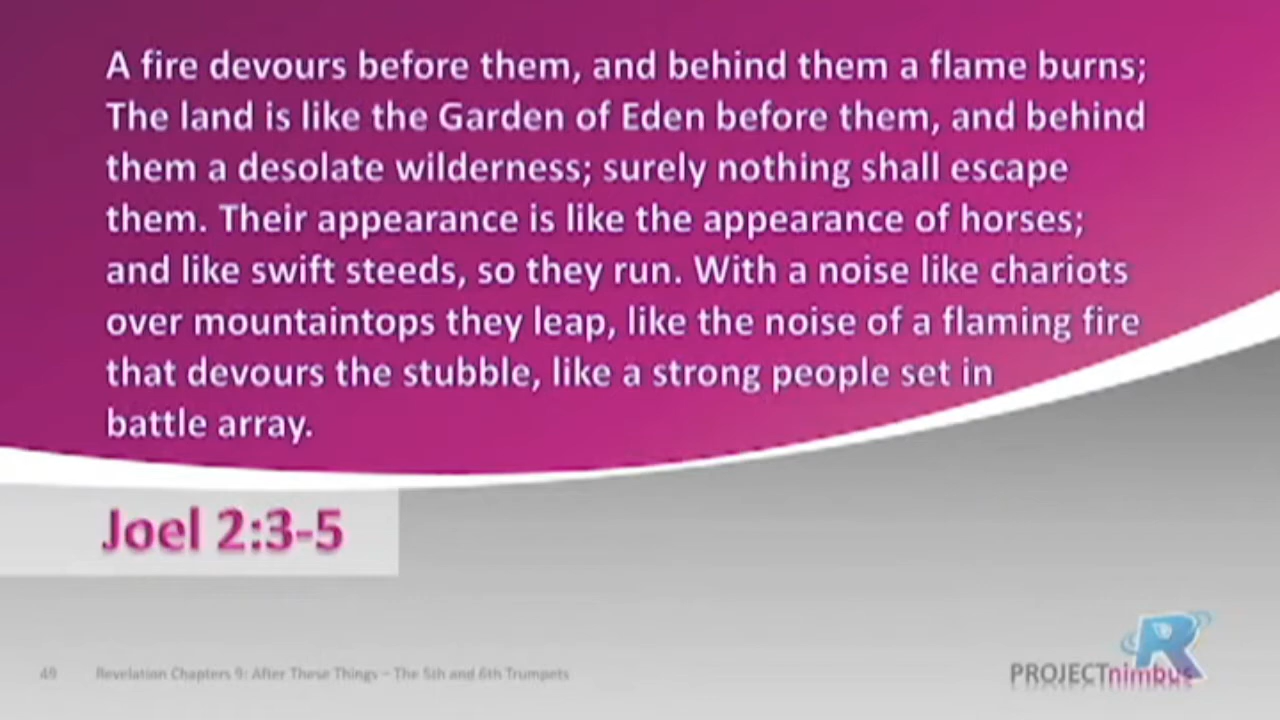 A fire devours before them, and behind them a flame burns;
The land is like the Garden of Eden before them, and behind
them a desolate wilderness; surely nothing shall escape
them. Their appearance is like the appearance of horses;
and like swift steeds, so they run. With a noise like chariots
over mountaintops they leap, like the noise of a flaming fire
that devours the stubble, like a strong people set in
battle array.
Joel 2:3-5
49 Revelation Chapters 9: After These Things – The 5th and 6th Trumpets
R
PROJECTnimbus